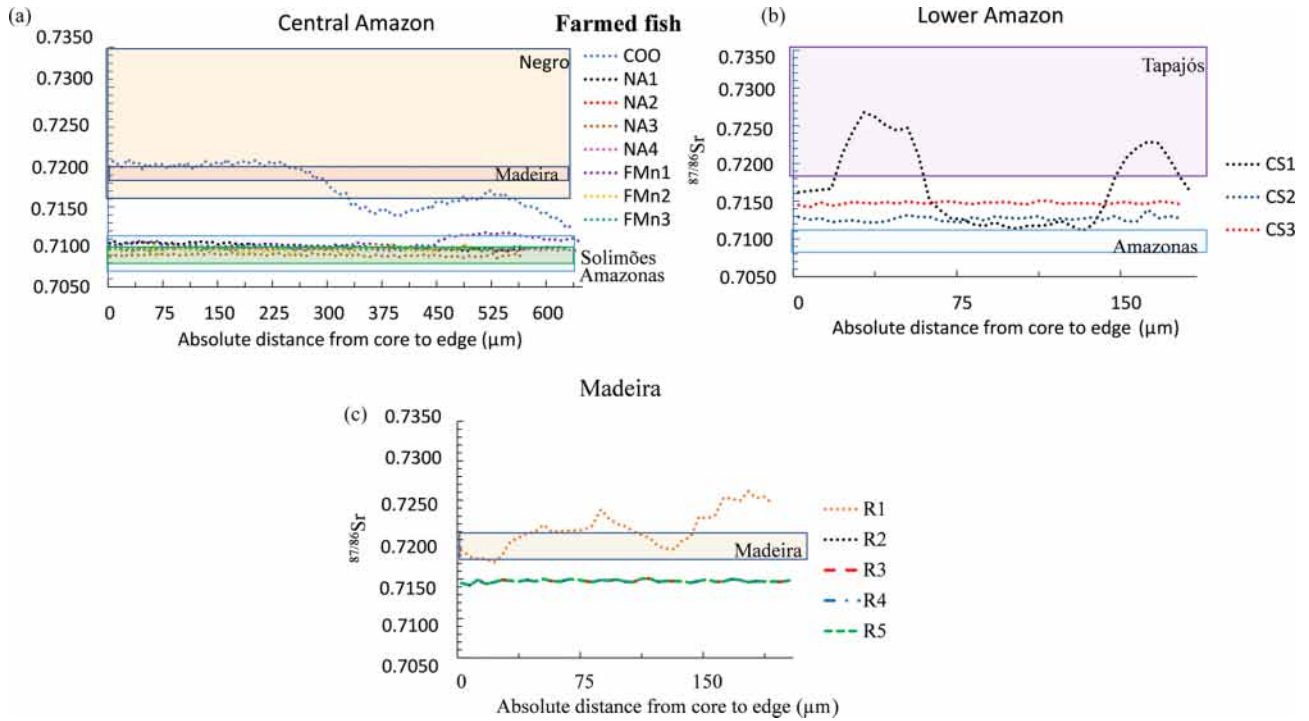 (a)
Central Amazon
Farmed fish
0.7350
0.7300
0.7250
0.7200
0.7150
0.7100
0.7050
Negro
Madeira
Solimões
Amazonas
0 75 150 225 300 375 450 525 600
Absolute distance from core to edge (µm)
COO
NA1
NA2
NA3
NA4
FMn1
FMn2
FMn3
(b)
Lower Amazon
87/86Sr
0.7350
0.7300
0.7250
0.7200
0.7150
0.7100
0.7050
Tapajós
Amazonas
0 75 150
Absolute distance from core to edge (µm)
CS1
CS2
CS3
Madeira
(c)
87/86Sr
0.7350
0.7300
0.7250
0.7200
0.7150
0.7100
0.7050
Madeira
0 75 150
Absolute distance from core to edge (µm)
R1
R2
R3
R4
R5